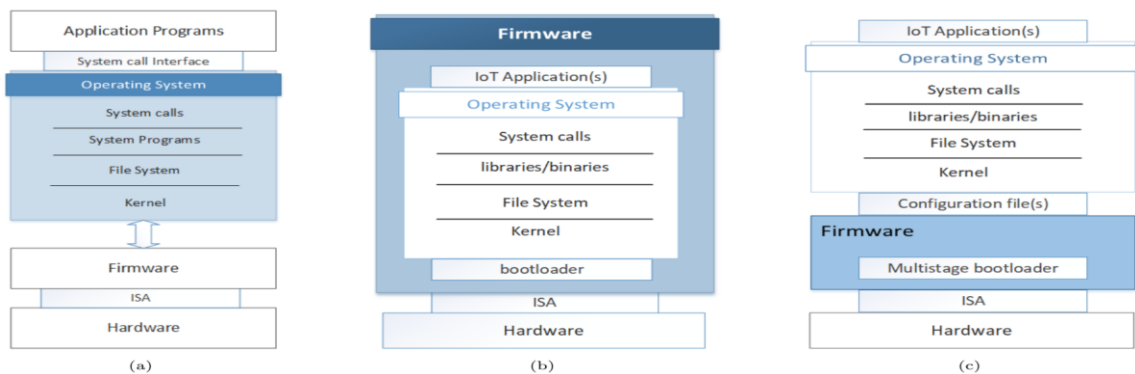 Application Programs
System call Interface
Operating System
System calls
System Programs
File System
Kernel
Firmware
ISA
Hardware
(a)
Firmware
IoT Application(s)
Operating System
System calls
libraries/binaries
File System
Kernel
bootloader
ISA
Hardware
(b)
IoT Application(s)
Operating System
System calls
libraries/binaries
File System
Kernel
Configuration file(s)
Firmware
Multistage bootloader
ISA
Hardware
(c)